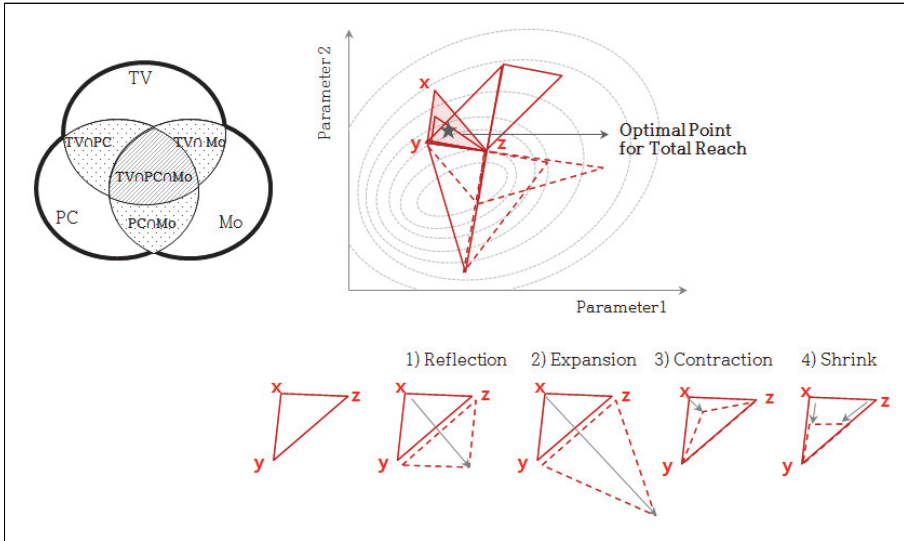 TV
TV∩PC
TV∩Mo
TV∩PC∩Mo
PC
PC∩Mo
Mo
Parameter 2
x
y
z
Optimal Point
for Total Reach
Parameter1
1) Reflection
2) Expansion
3) Contraction
4) Shrink
x
z
y
x
z
y
x
z
y
x
z
y
x
z
y